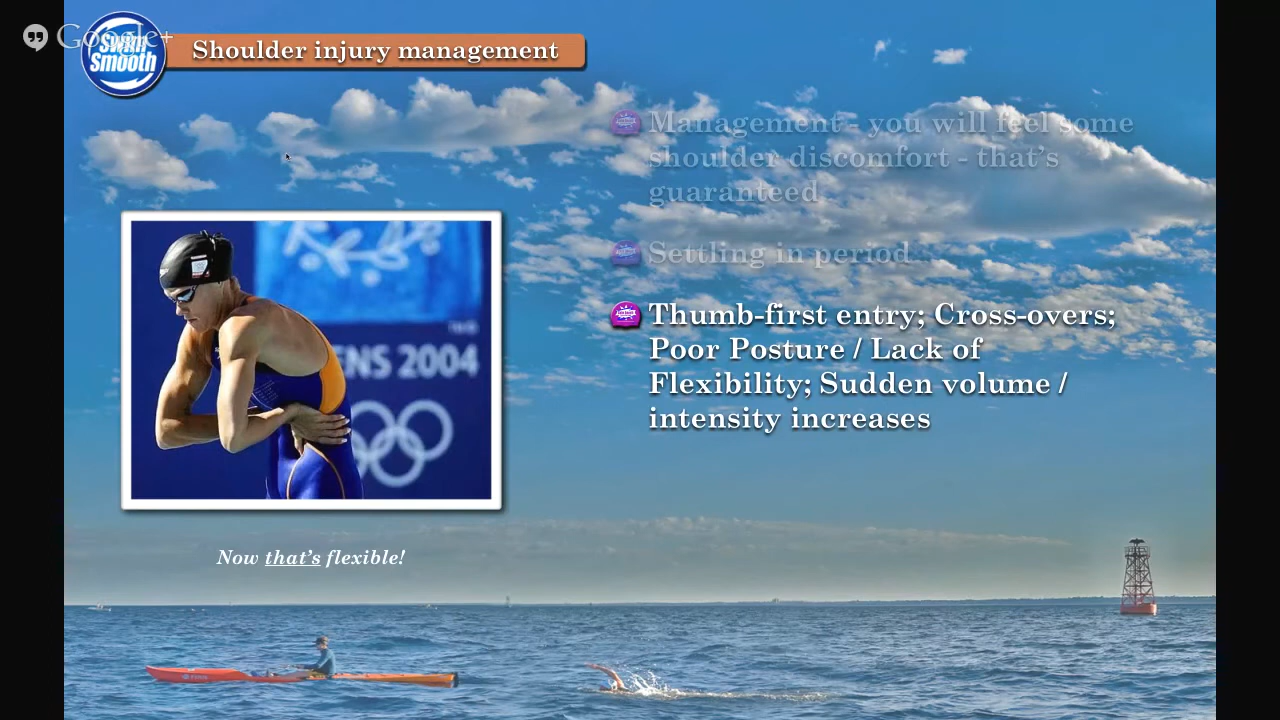 Google+
Swim
Smooth
Shoulder injury management
Management - you will feel some
shoulder discomfort - that's
guaranteed
Settling in period
Thumb-first entry; Cross-overs;
Poor Posture / Lack of
Flexibility; Sudden volume /
intensity increases
ENS 2004
Now that's flexible!